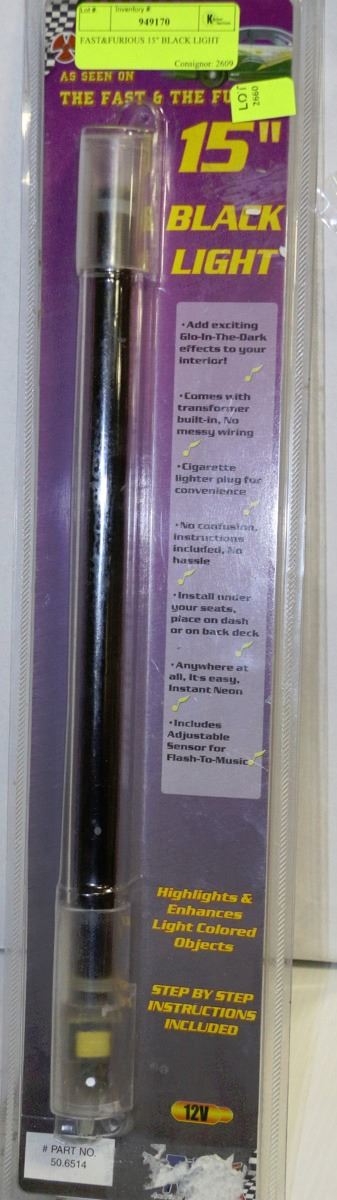 Lot #: Inventory #:
949170
FAST&FURIOUS 15" BLACK LIGHT
Consignor: 2609
LOT
2660
AS SEEN ON
THE FAST & THE FU
15"
BLACK
LIGHT
•Add exciting
Glo-In-The-Dark
effects to your
interior!
•Comes with
transformer
built-in, No
messy wiring
•Cigarette
lighter plug for
convenience
•No confusion,
instructions
included, No
hassle
•Install under
your seats,
place on dash
or on back deck
•Anywhere at
all, it's easy,
Instant Neon
•Includes
Adjustable
Sensor for
Flash-To-Music
Highlights &
Enhances
Light Colored
Objects
STEP BY STEP
INSTRUCTIONS
INCLUDED
12V
# PART NO.
50.6514